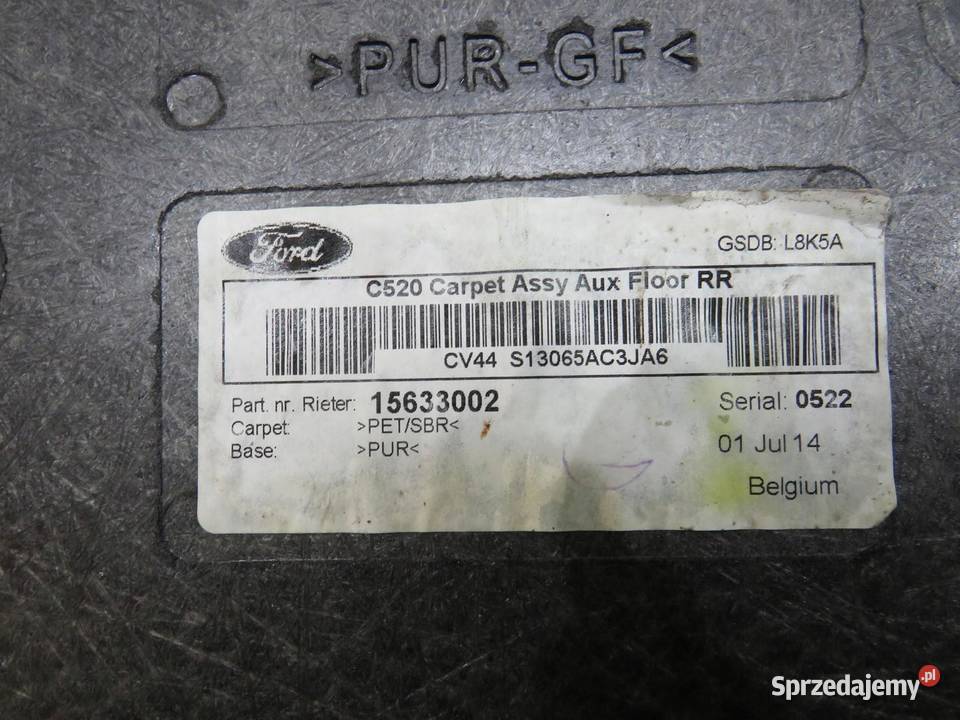 >PUR-GF<
Ford
GSDB: L8K5A
C520 Carpet Assy Aux Floor RR
CV44 S13065AC3JA6
Part. nr. Rieter: 15633002
Serial: 0522
Carpet: >PET/SBR<
01 Jul 14
Base: >PUR<
Belgium
Sprzedajemy.pl